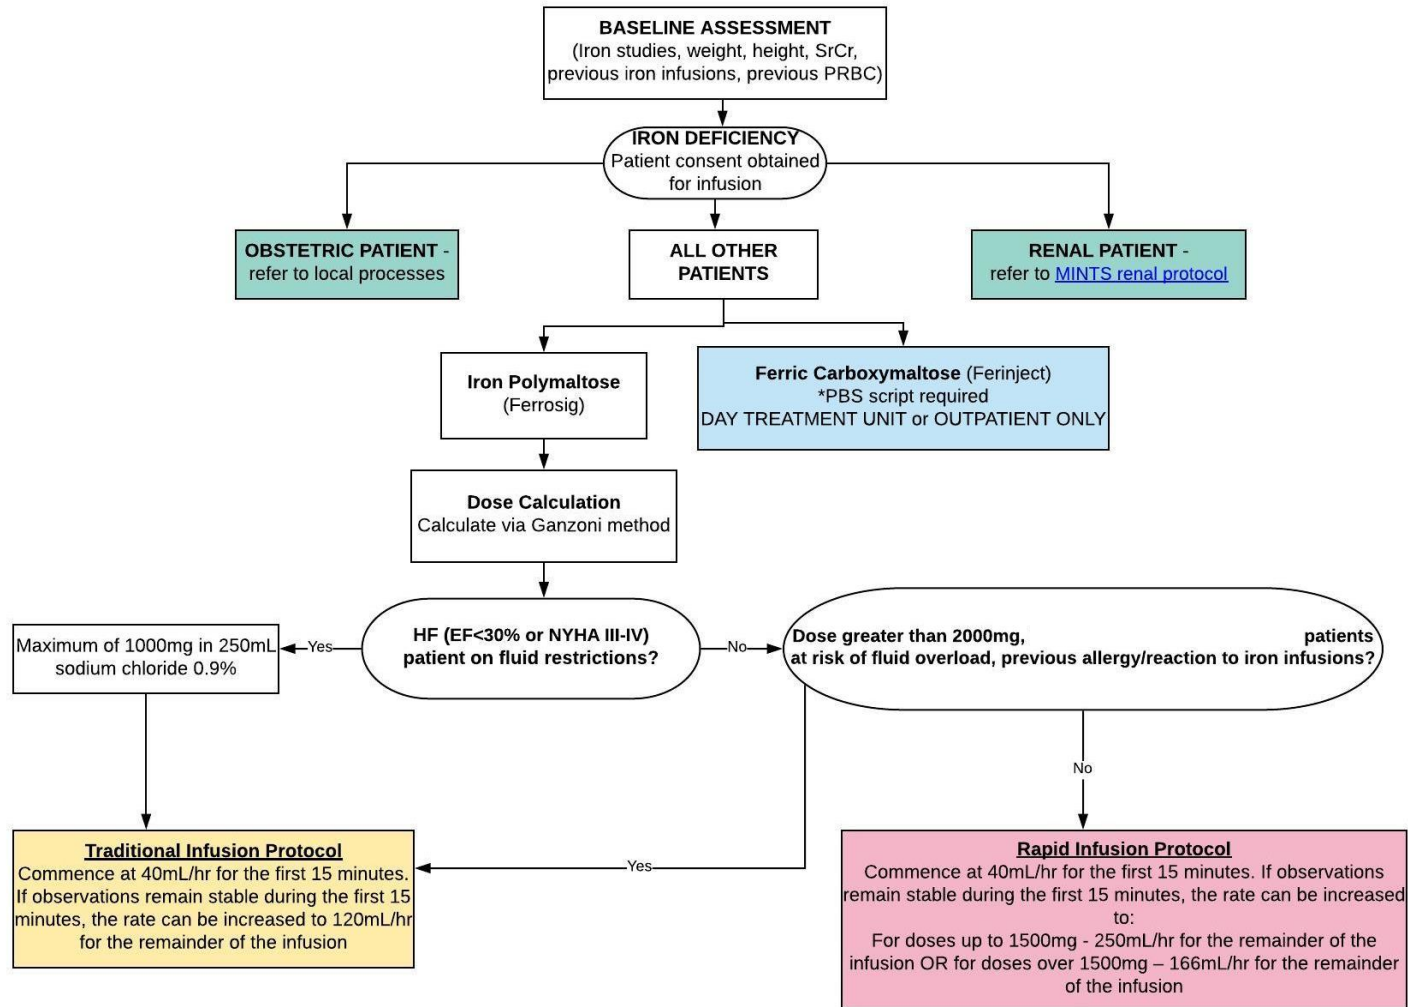 BASELINE ASSESSMENT
(Iron studies, weight, height, SrCr,
previous iron infusions, previous PRBC)
IRON DEFICIENCY
Patient consent obtained
for infusion
OBSTETRIC PATIENT -
refer to local processes
ALL OTHER
PATIENTS
RENAL PATIENT -
refer to MINTS renal protocol
Iron Polymaltose
(Ferrosig)
Ferric Carboxymaltose (Ferinject)
*PBS script required
DAY TREATMENT UNIT or OUTPATIENT ONLY
Dose Calculation
Calculate via Ganzoni method
HF (EF<30% or NYHA III-IV)
patient on fluid restrictions?
Yes
No
Maximum of 1000mg in 250mL
sodium chloride 0.9%
Dose greater than 2000mg, patients
at risk of fluid overload, previous allergy/reaction to iron infusions?
No
Yes
Traditional Infusion Protocol
Commence at 40mL/hr for the first 15 minutes.
If observations remain stable during the first 15
minutes, the rate can be increased to 120mL/hr
for the remainder of the infusion
Rapid Infusion Protocol
Commence at 40mL/hr for the first 15 minutes. If observations
remain stable during the first 15 minutes, the rate can be increased
to:
For doses up to 1500mg - 250mL/hr for the remainder of the
infusion OR for doses over 1500mg – 166mL/hr for the remainder
of the infusion